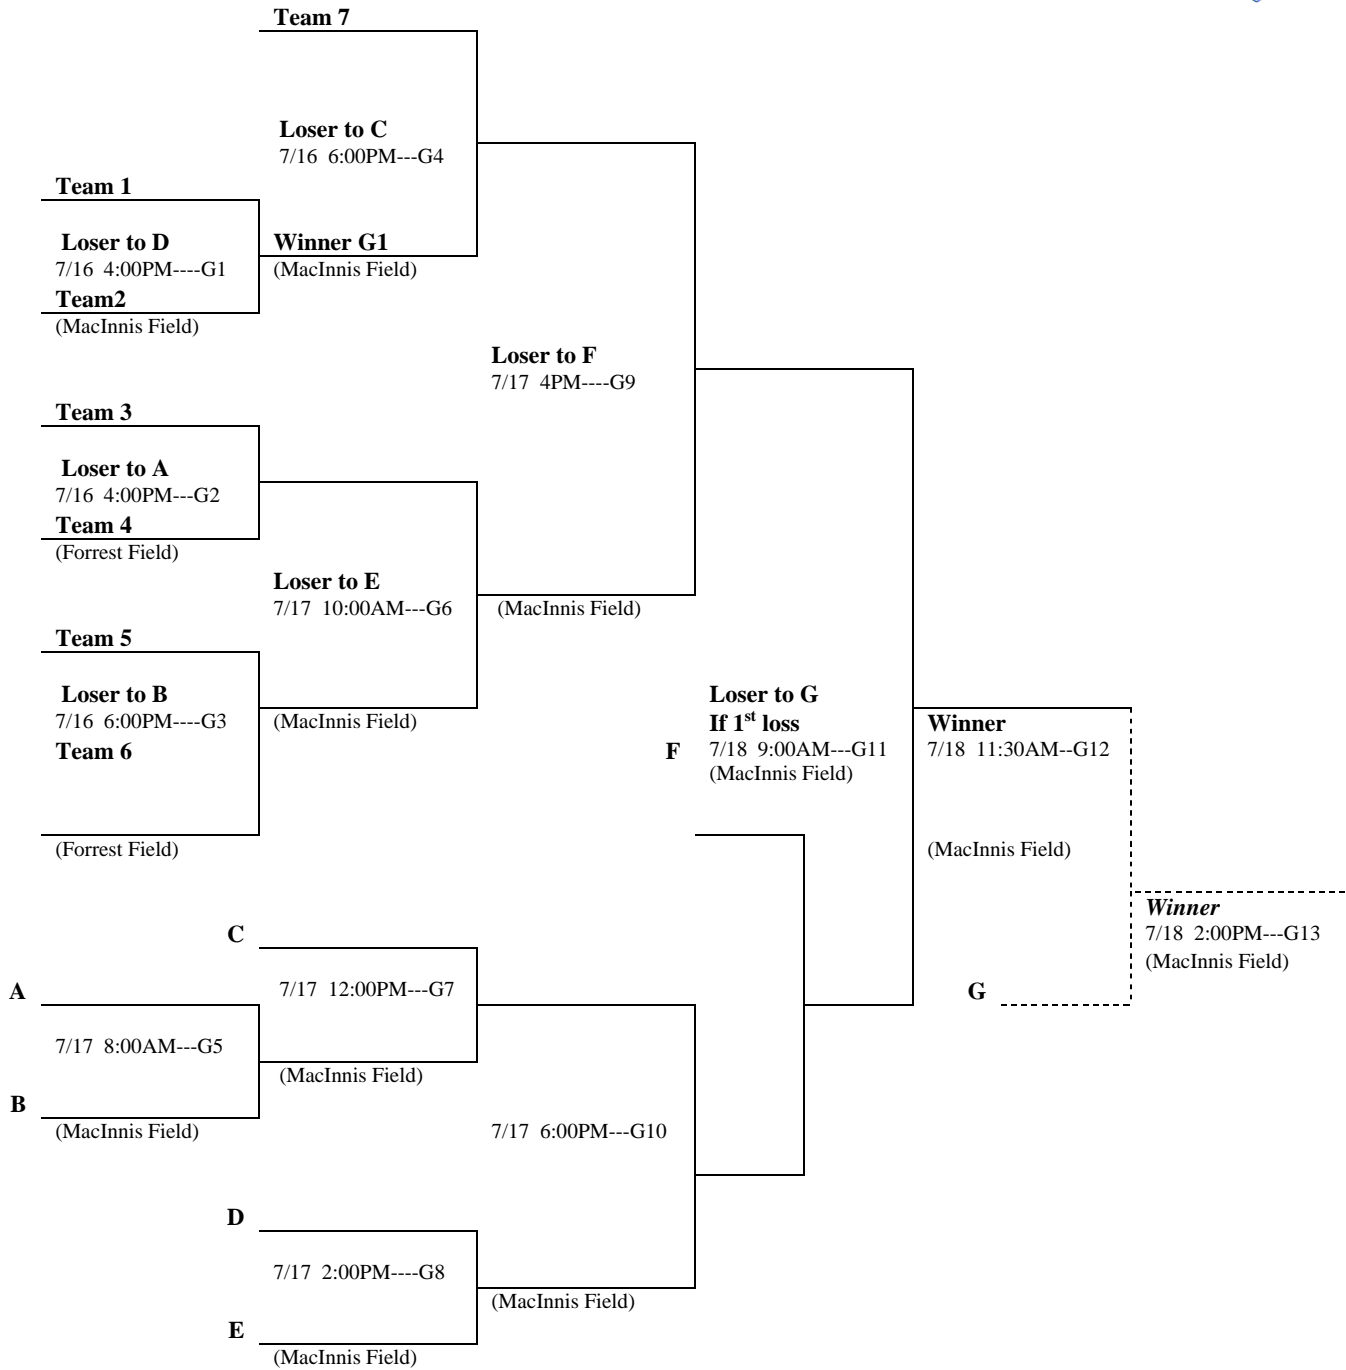 Team 7
Loser to C
7/16 6:00PM---G4
Team 1
Loser to D
7/16 4:00PM----G1
Team2
(MacInnis Field)
Winner G1
(MacInnis Field)
Loser to F
7/17 4PM----G9
Team 3
Loser to A
7/16 4:00PM---G2
Team 4
(Forrest Field)
Loser to E
7/17 10:00AM---G6
(MacInnis Field)
Team 5
Loser to B
7/16 6:00PM----G3
Team 6
(MacInnis Field)
(Forrest Field)
Loser to G
If 1st loss
F
7/18 9:00AM---G11
(MacInnis Field)
Winner
7/18 11:30AM--G12
(MacInnis Field)
Winner
7/18 2:00PM---G13
(MacInnis Field)
G
C
7/17 12:00PM---G7
A
7/17 8:00AM---G5
(MacInnis Field)
B
(MacInnis Field)
7/17 6:00PM---G10
D
7/17 2:00PM----G8
(MacInnis Field)
E
(MacInnis Field)